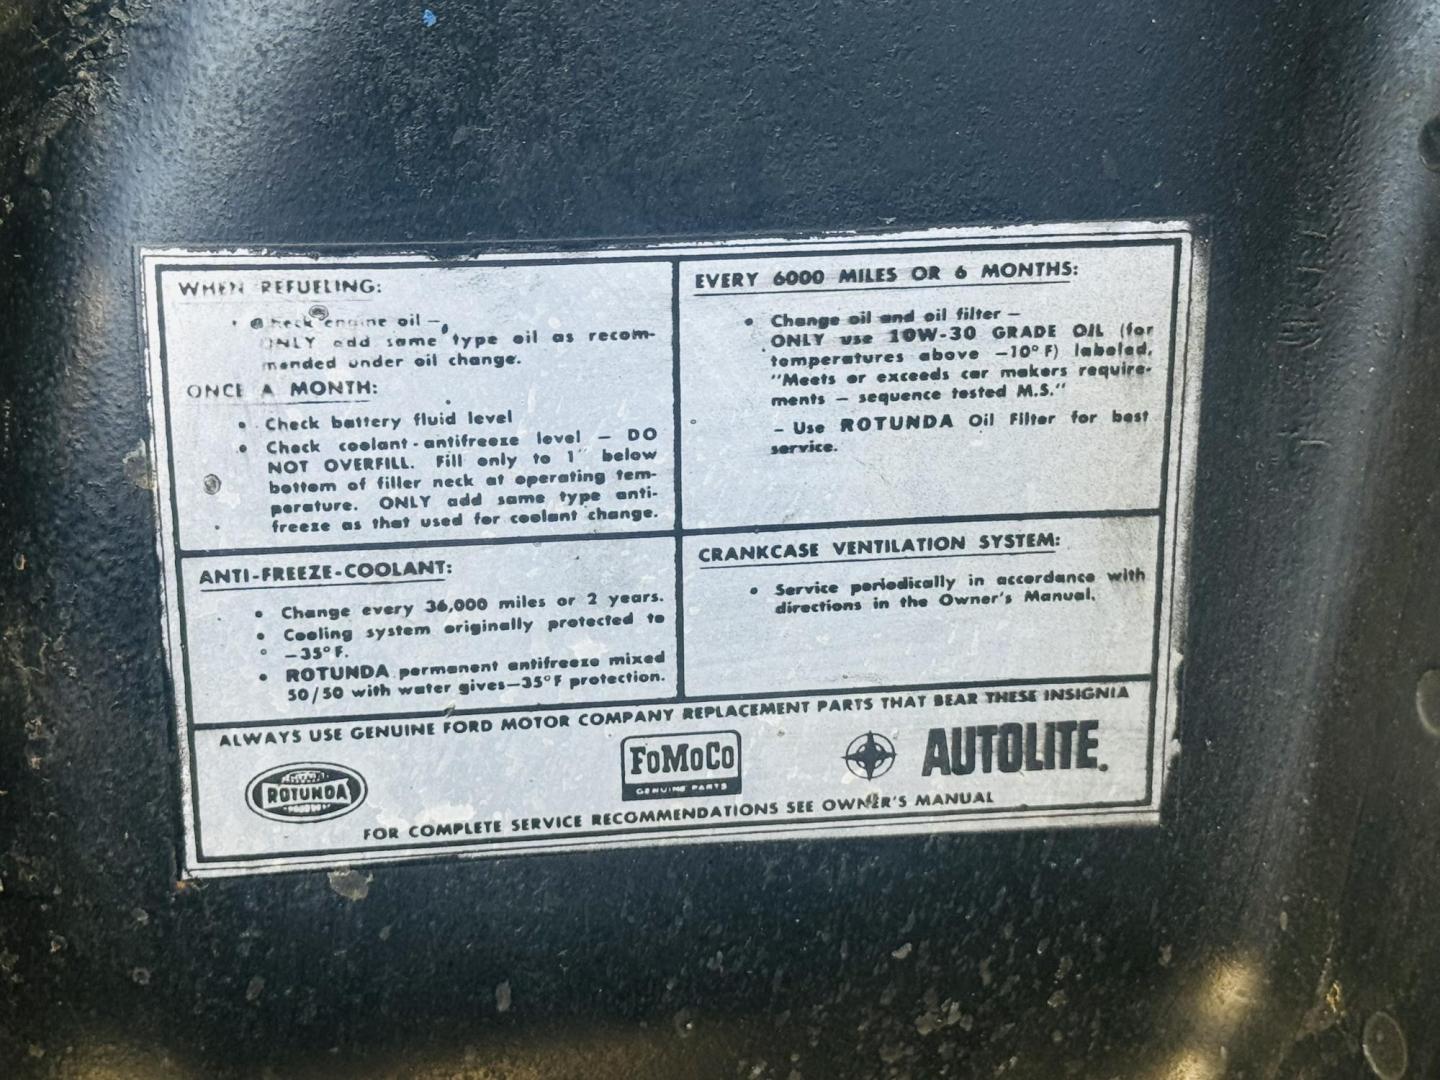 WHEN REFUELING:
• Check engine oil –
ONLY add same type oil as recom-
mended under oil change.
ONCE A MONTH:
• Check battery fluid level
• Check coolant-antifreeze level – DO
NOT OVERFILL. Fill only to 1" below
bottom of filler neck at operating tem-
perature. ONLY add same type anti-
freeze as that used for coolant change.
EVERY 6000 MILES OR 6 MONTHS:
• Change oil and oil filter –
ONLY use 10W-30 GRADE OIL (for
temperatures above –10°F) labeled,
"Meets or exceeds car makers require-
ments – sequence tested M.S."
– Use ROTUNDA Oil Filter for best
service.
ANTI-FREEZE-COOLANT:
• Change every 36,000 miles or 2 years.
• Cooling system originally protected to
–35°F.
• ROTUNDA permanent antifreeze mixed
50/50 with water gives–35°F protection.
CRANKCASE VENTILATION SYSTEM:
• Service periodically in accordance with
directions in the Owner's Manual.
ALWAYS USE GENUINE FORD MOTOR COMPANY REPLACEMENT PARTS THAT BEAR THESE INSIGNIA
ROTUNDA
FoMoCo
GENUINE PARTS
AUTOLITE.
FOR COMPLETE SERVICE RECOMMENDATIONS SEE OWNER'S MANUAL